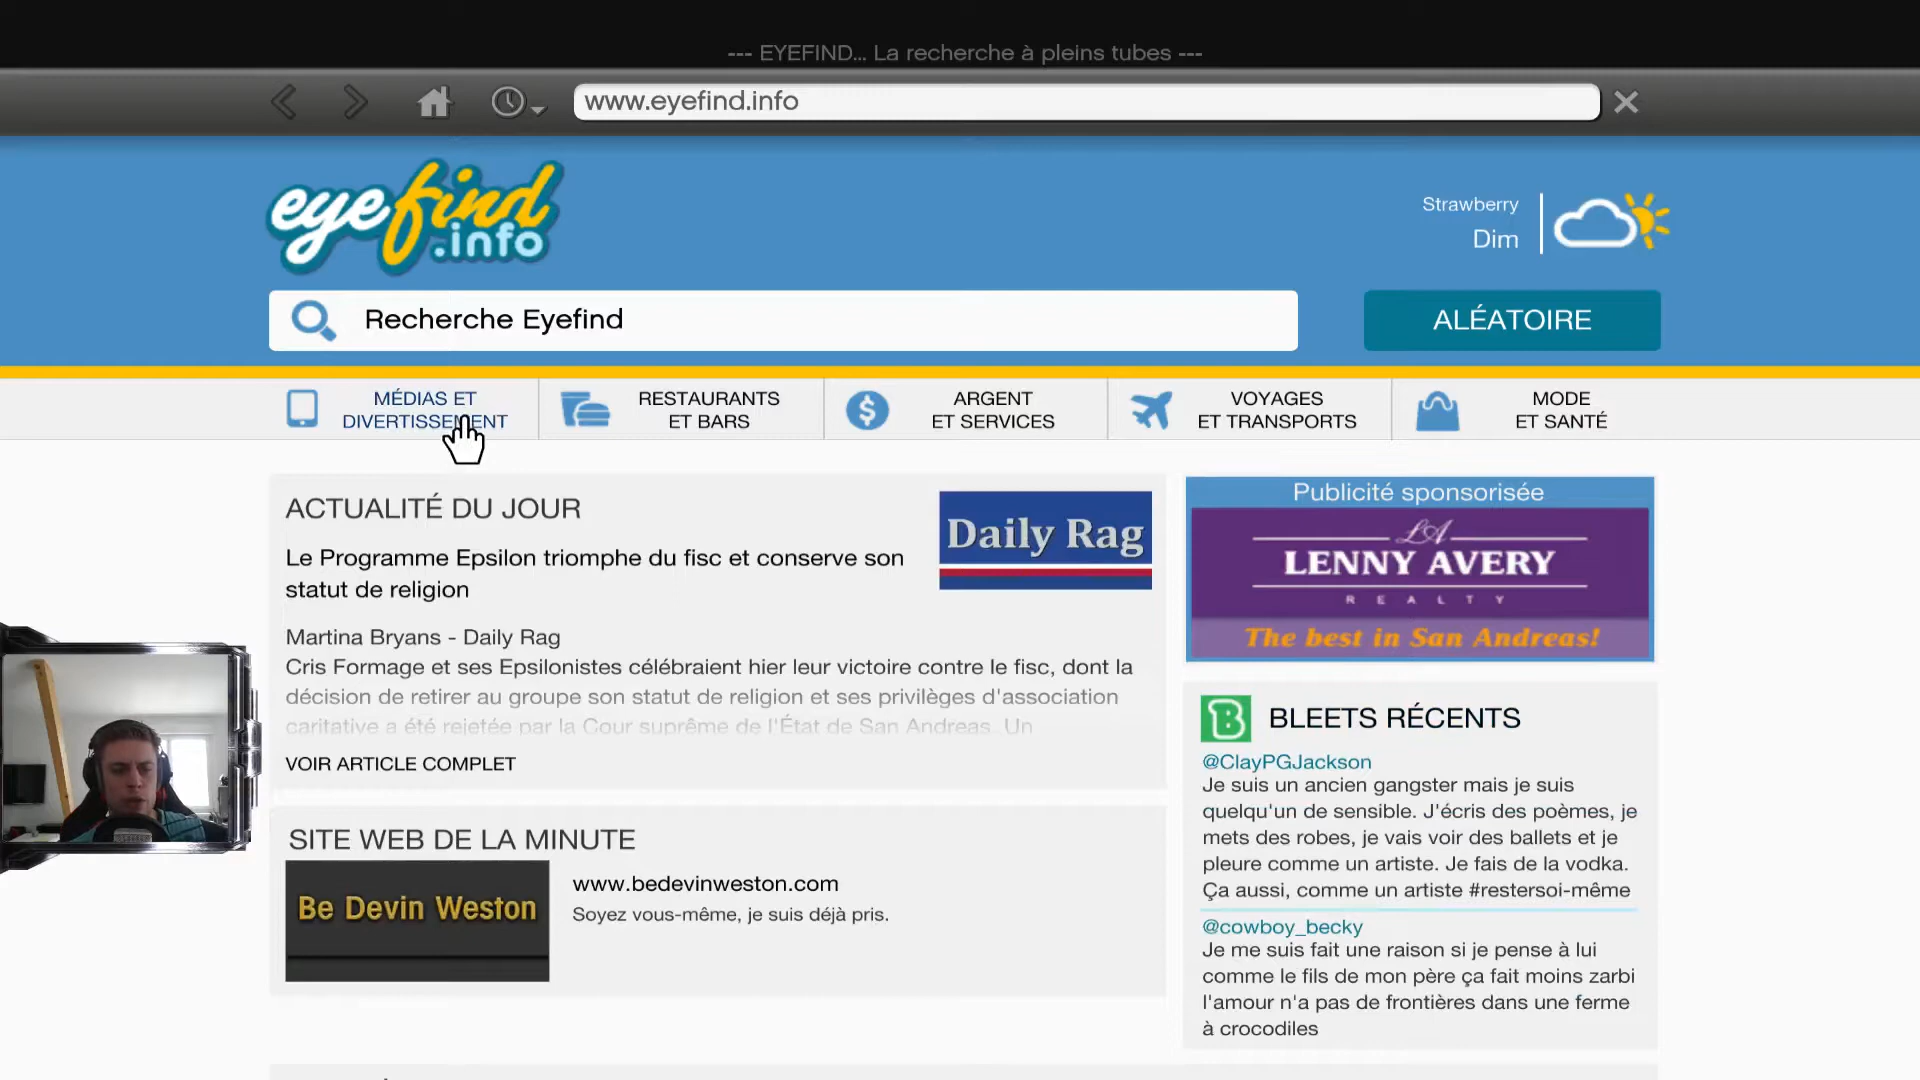 --- EYEFIND... La recherche à pleins tubes ---
www.eyefind.info
eyefind
.info
Strawberry
Dim
Recherche Eyefind
ALÉATOIRE
MÉDIAS ET
DIVERTISSEMENT
RESTAURANTS
ET BARS
ARGENT
ET SERVICES
VOYAGES
ET TRANSPORTS
MODE
ET SANTÉ
ACTUALITÉ DU JOUR
Daily Rag
Le Programme Epsilon triomphe du fisc et conserve son
statut de religion
Martina Bryans - Daily Rag
Cris Formage et ses Epsilonistes célébraient hier leur victoire contre le fisc, dont la
décision de retirer au groupe son statut de religion et ses privilèges d'association
caritative a été rejetée par la Cour suprême de l'État de San Andreas. Un
VOIR ARTICLE COMPLET
SITE WEB DE LA MINUTE
Be Devin Weston
www.bedevinweston.com
Soyez vous-même, je suis déjà pris.
Publicité sponsorisée
LA
LENNY AVERY
REALTY
The best in San Andreas!
B
BLEETS RÉCENTS
@ClayPGJackson
Je suis un ancien gangster mais je suis
quelqu'un de sensible. J'écris des poèmes, je
mets des robes, je vais voir des ballets et je
pleure comme un artiste. Je fais de la vodka.
Ça aussi, comme un artiste #restersoi-même
@cowboy_becky
Je me suis fait une raison si je pense à lui
comme le fils de mon père ça fait moins zarbi
l'amour n'a pas de frontières dans une ferme
à crocodiles